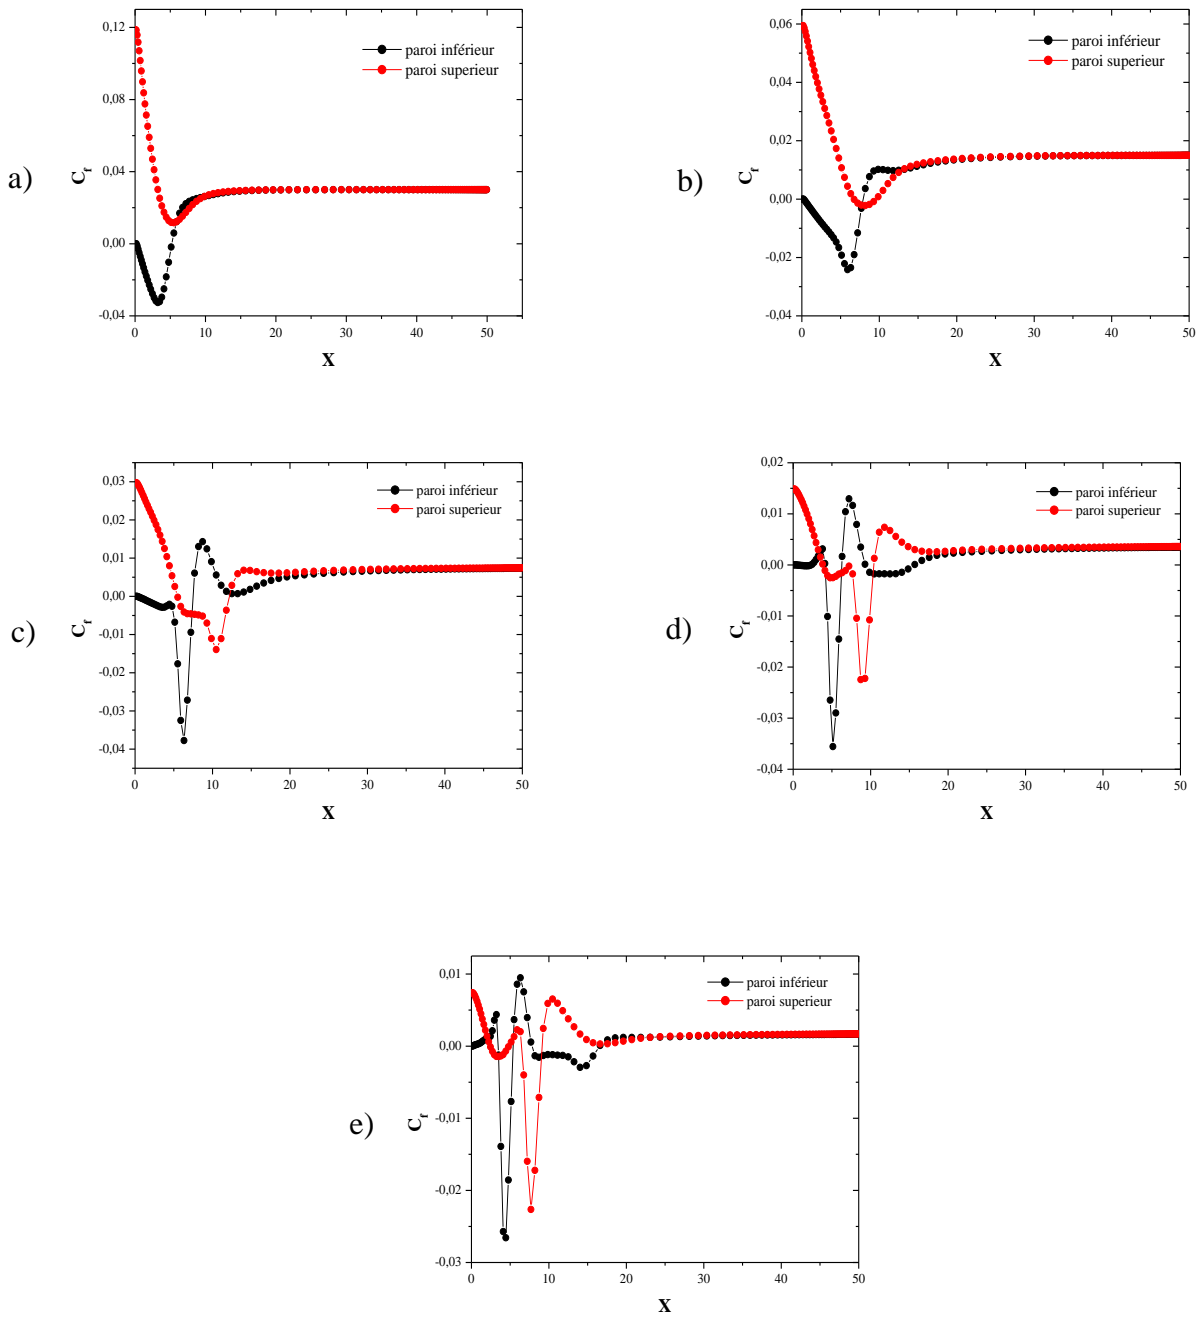 a)
C_f
0,12
0,08
0,04
0,00
-0,04
0 10 20 30 40 50
X
paroi inférieur
paroi superieur
b)
C_f
0,06
0,04
0,02
0,00
-0,02
-0,04
0 10 20 30 40 50
X
paroi inférieur
paroi superieur
c)
C_f
0,03
0,02
0,01
0,00
-0,01
-0,02
-0,03
-0,04
0 10 20 30 40 50
X
paroi inférieur
paroi superieur
d)
C_f
0,02
0,01
0,00
-0,01
-0,02
-0,03
-0,04
0 10 20 30 40 50
X
paroi inférieur
paroi superieur
e)
C_f
0,01
0,00
-0,01
-0,02
-0,03
0 10 20 30 40 50
X
paroi inférieur
paroi superieur